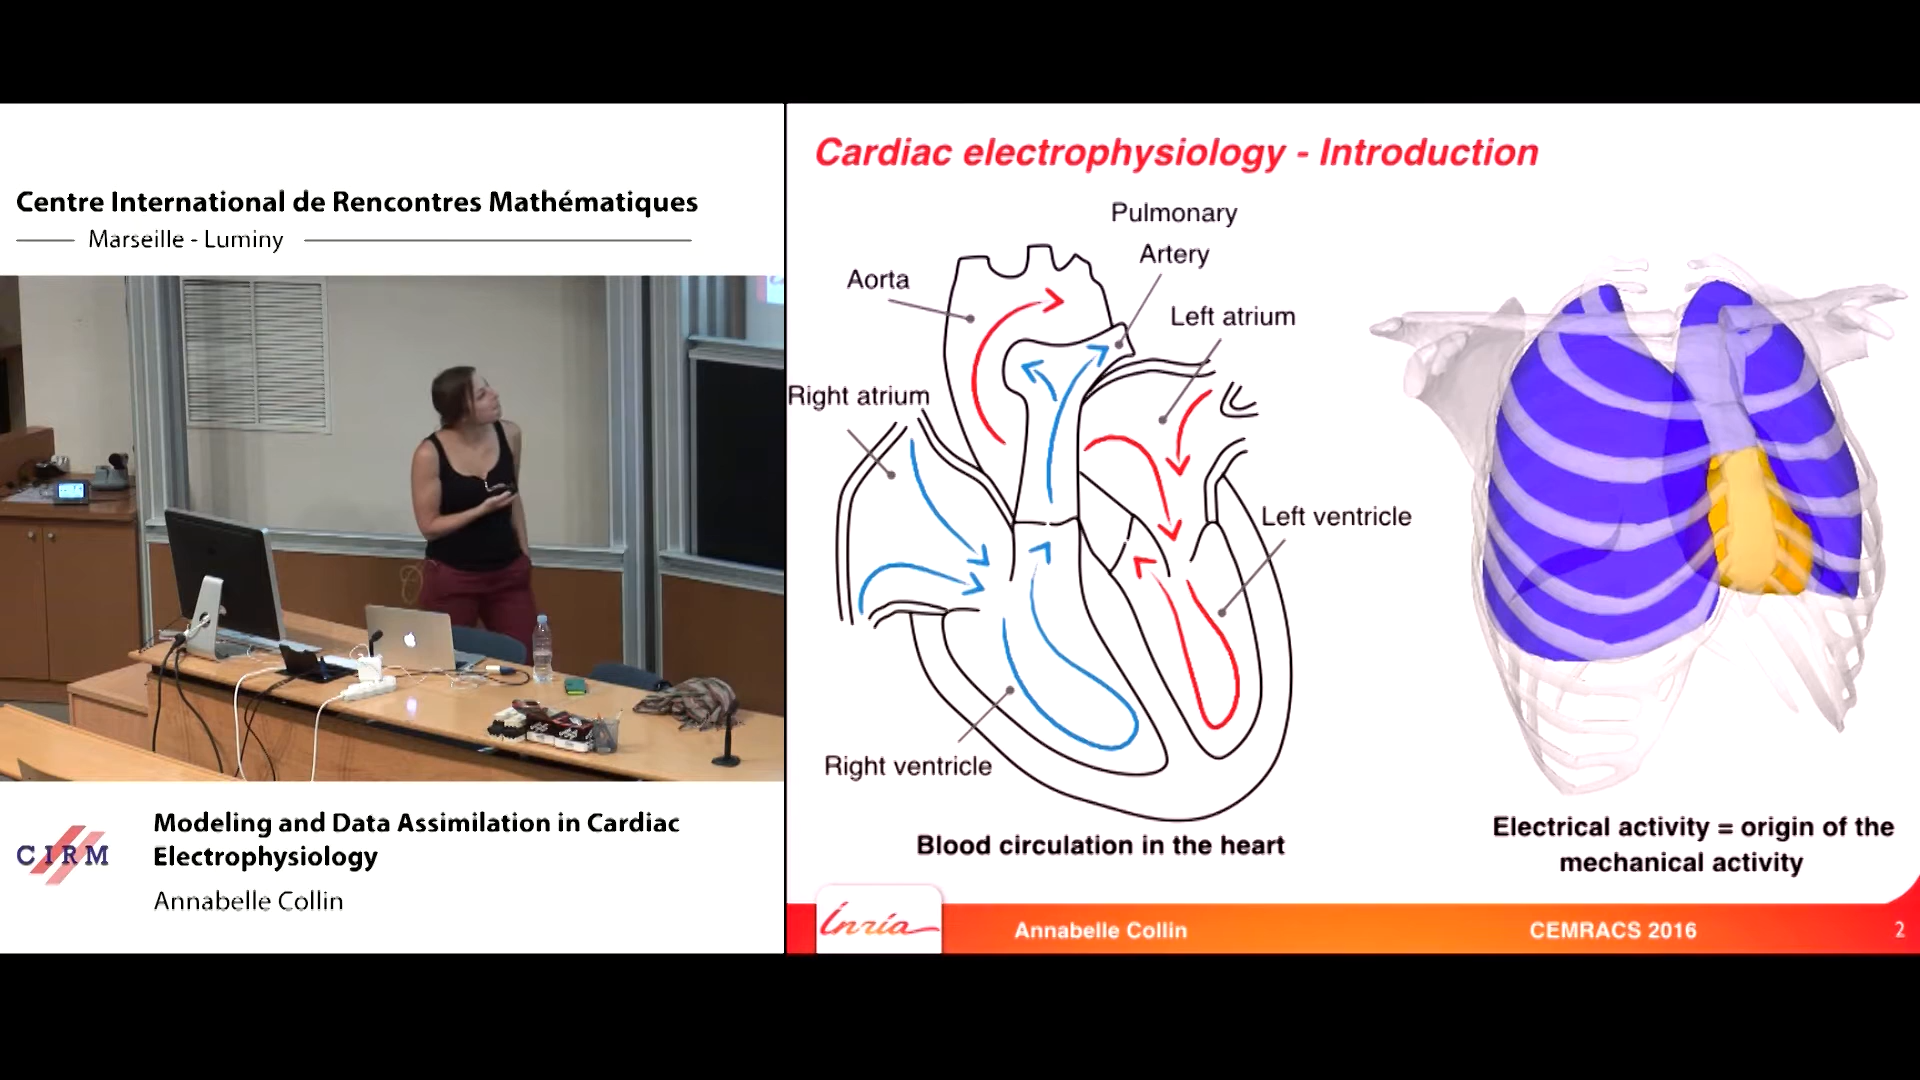 Centre International de Rencontres Mathématiques
Marseille - Luminy
CIRM
Modeling and Data Assimilation in Cardiac
Electrophysiology
Annabelle Collin
Cardiac electrophysiology - Introduction
Pulmonary
Artery
Aorta
Left atrium
Right atrium
Left ventricle
Right ventricle
Blood circulation in the heart
Electrical activity = origin of the
mechanical activity
Inria
Annabelle Collin
CEMRACS 2016
2